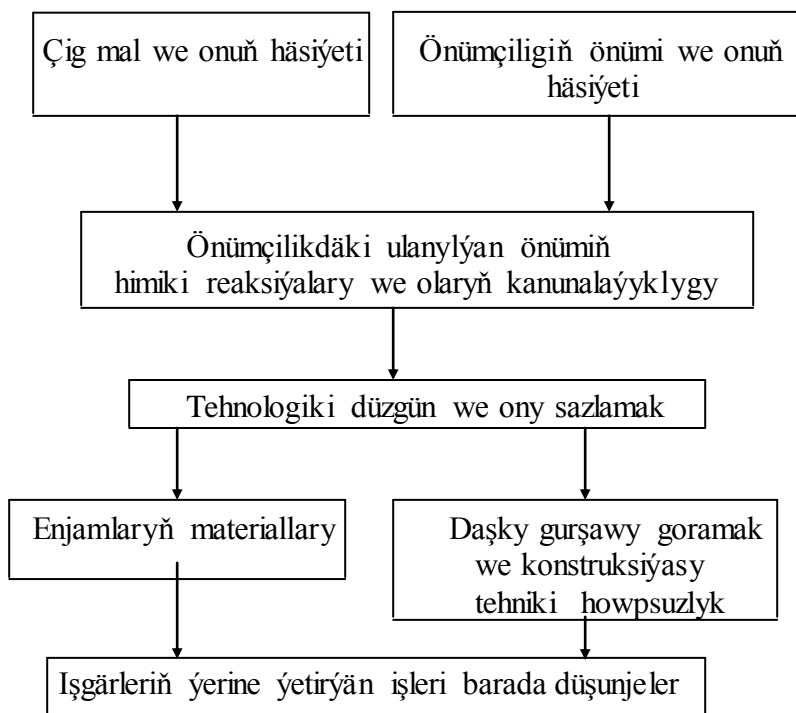 Çig mal we onuň häsiýeti
Önümçiligiň önümi we onuň
häsiýeti
Önümçilikdäki ulanylýan önümiň
himiki reaksiýalary we olaryň kanunalaýyklygy
Tehnologiki düzgün we ony sazlamak
Enjamlaryň materiallary
Daşky gurşawy goramak
we konstruksiýasy
tehniki howpsuzlyk
Işgärleriň ýerine ýetirýän işleri barada düşunjeler